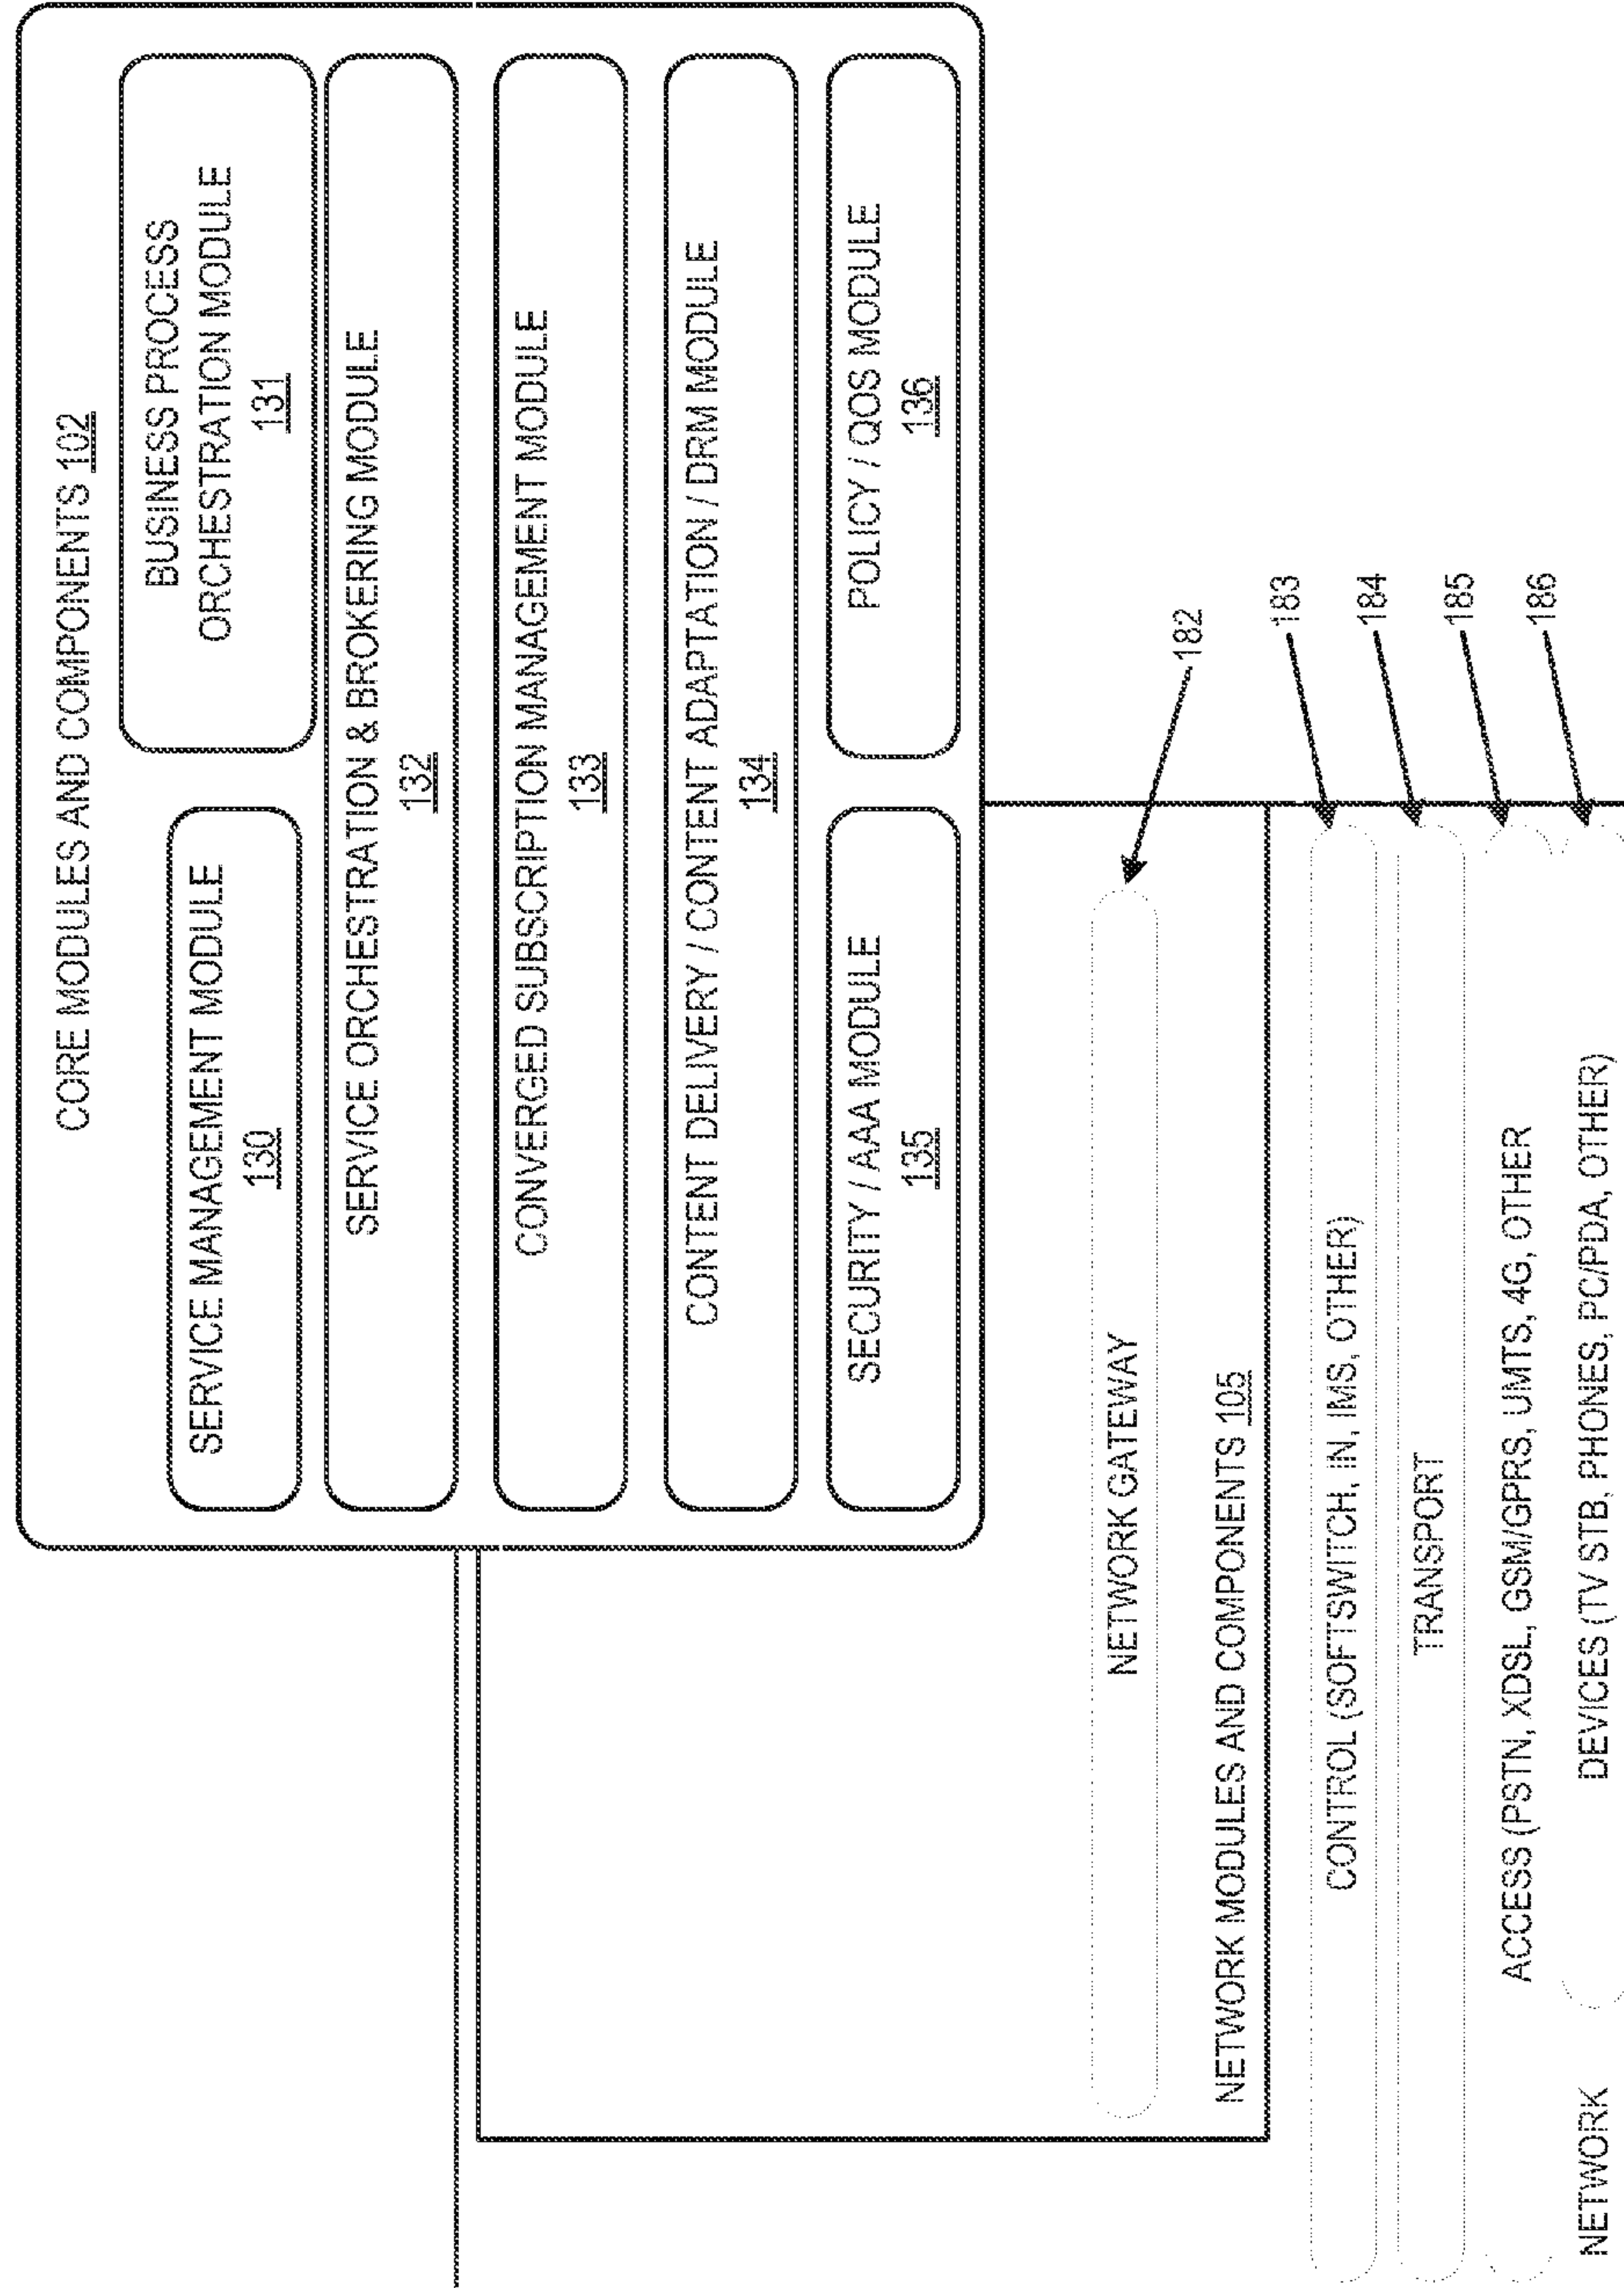 CORE MODULES AND COMPONENTS 102
SERVICE MANAGEMENT MODULE
130
BUSINESS PROCESS
ORCHESTRATION MODULE
131
SERVICE ORCHESTRATION & BROKERING MODULE
132
CONVERGED SUBSCRIPTION MANAGEMENT MODULE
133
CONTENT DELIVERY / CONTENT ADAPTATION / DRM MODULE
134
SECURITY / AAA MODULE
135
POLICY / QOS MODULE
136
NETWORK GATEWAY
182
NETWORK MODULES AND COMPONENTS 105
CONTROL (SOFTSWITCH, IN, IMS, OTHER)
183
TRANSPORT
184
ACCESS (PSTN, XDSL, GSM/GPRS, UMTS, 4G, OTHER
185
NETWORK
DEVICES (TV STB, PHONES, PC/PDA, OTHER)
186